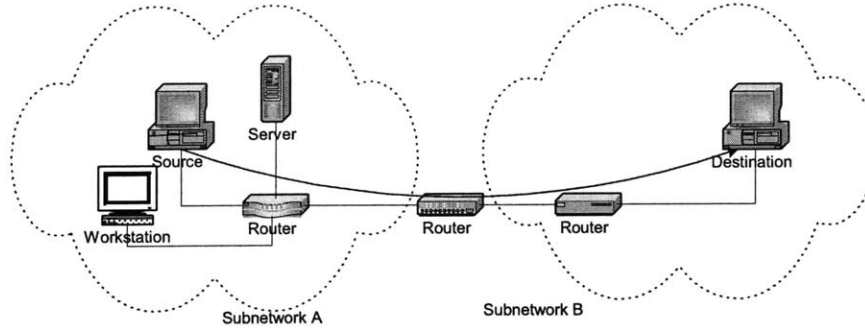 Server
Source
Destination
Workstation
Router
Router
Router
Subnetwork A
Subnetwork B